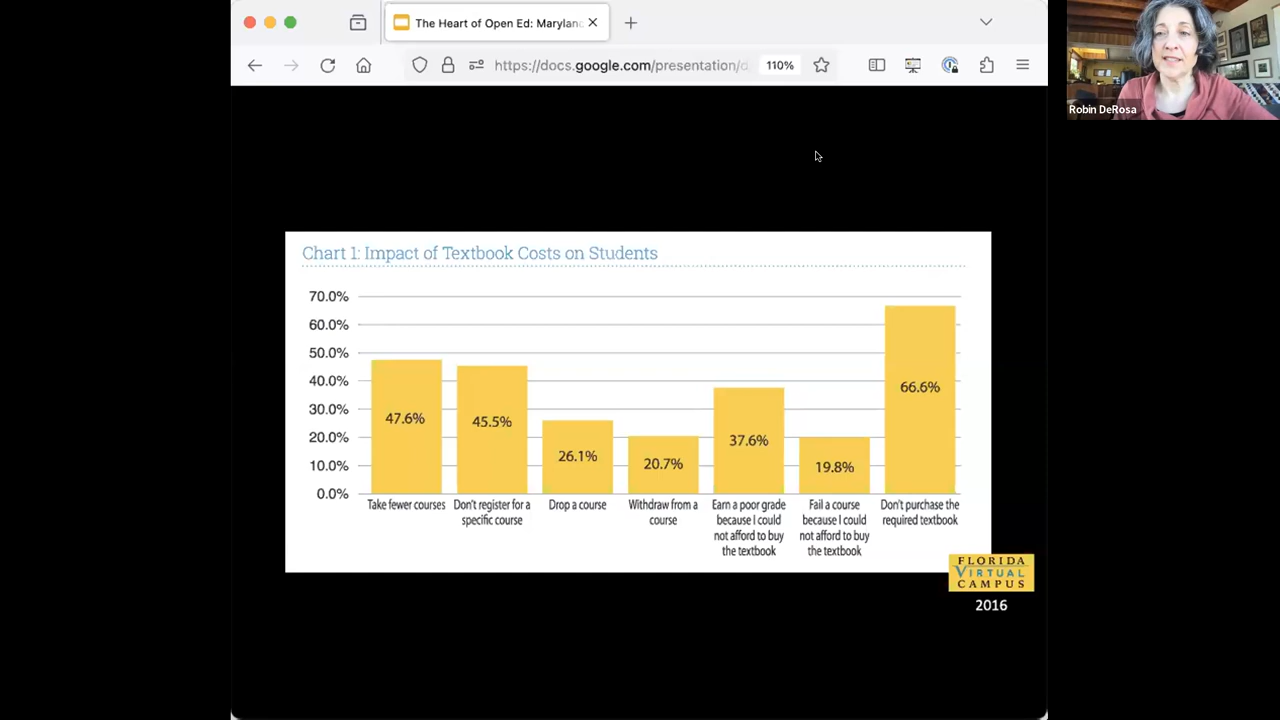 The Heart of Open Ed: Marylan
https://docs.google.com/presentation/d
110%
Robin DeRosa
Chart 1: Impact of Textbook Costs on Students
70.0%
60.0%
50.0%
40.0%
30.0%
20.0%
10.0%
0.0%
47.6%
45.5%
26.1%
20.7%
37.6%
19.8%
66.6%
Take fewer courses
Don't register for a
specific course
Drop a course
Withdraw from a
course
Earn a poor grade
because I could
not afford to buy
the textbook
Fail a course
because I could
not afford to buy
the textbook
Don't purchase the
required textbook
FLORIDA
VIRTUAL
CAMPUS
2016